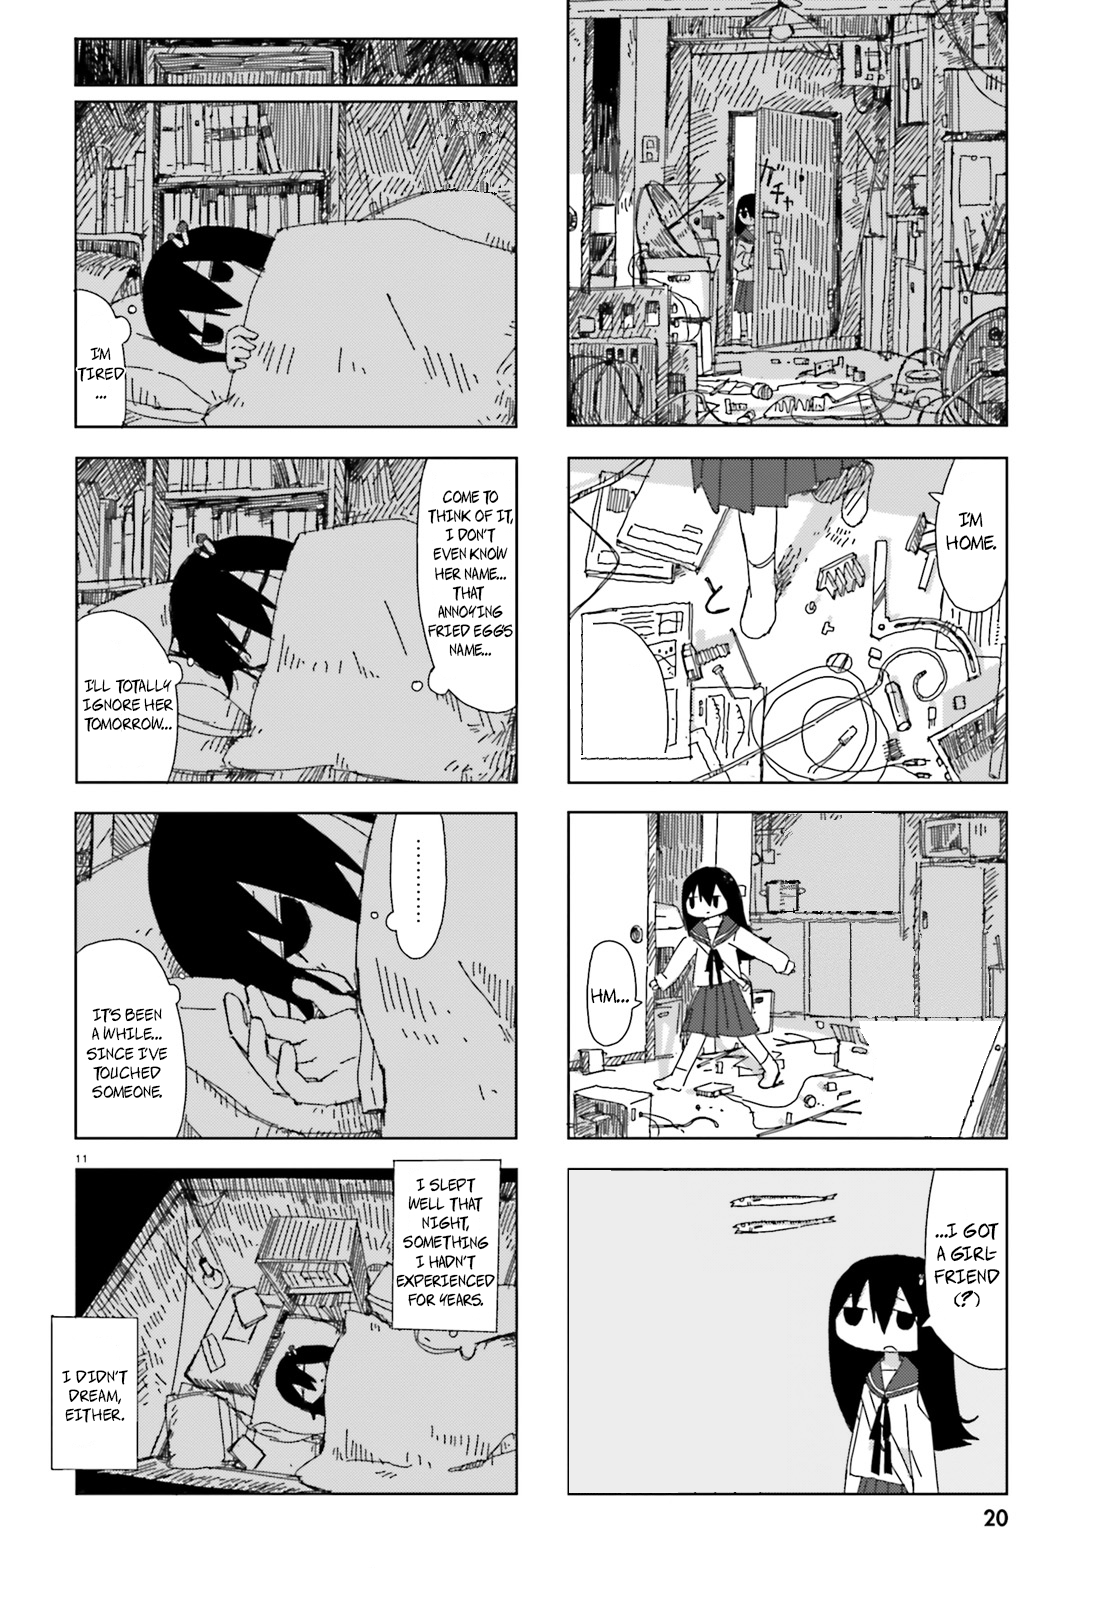 ガチャ
I'M
HOME.
と
HM...
...I GOT
A GIRL-
FRIEND
(?)
I'M
TIRED
...
COME TO
THINK OF IT,
I DON'T
EVEN KNOW
HER NAME...
THAT
ANNOYING
FRIED EGG'S
NAME...
I'LL TOTALLY
IGNORE HER
TOMORROW...
..........
IT'S BEEN
A WHILE...
SINCE I'VE
TOUCHED
SOMEONE.
11
I SLEPT
WELL THAT
NIGHT,
SOMETHING
I HADN'T
EXPERIENCED
FOR YEARS.
I DIDN'T
DREAM,
EITHER.
20